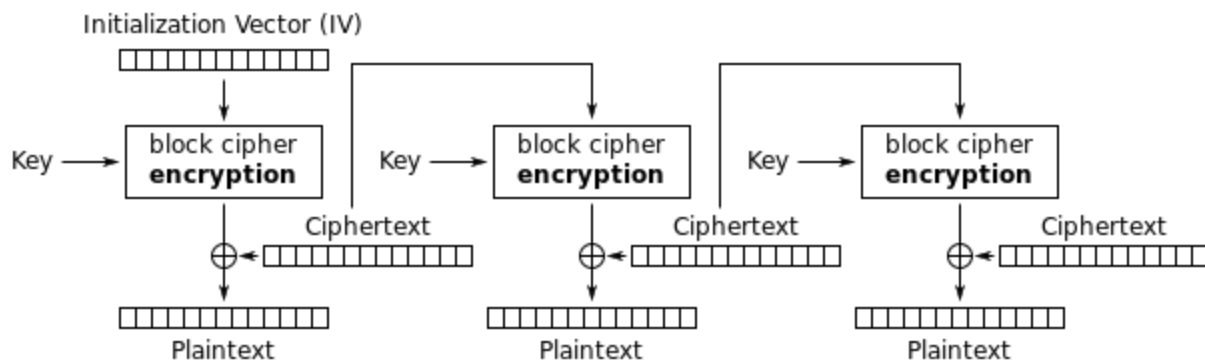 Initialization Vector (IV)
Key
block cipher
encryption
Ciphertext
Plaintext
Key
block cipher
encryption
Ciphertext
Plaintext
Key
block cipher
encryption
Ciphertext
Plaintext